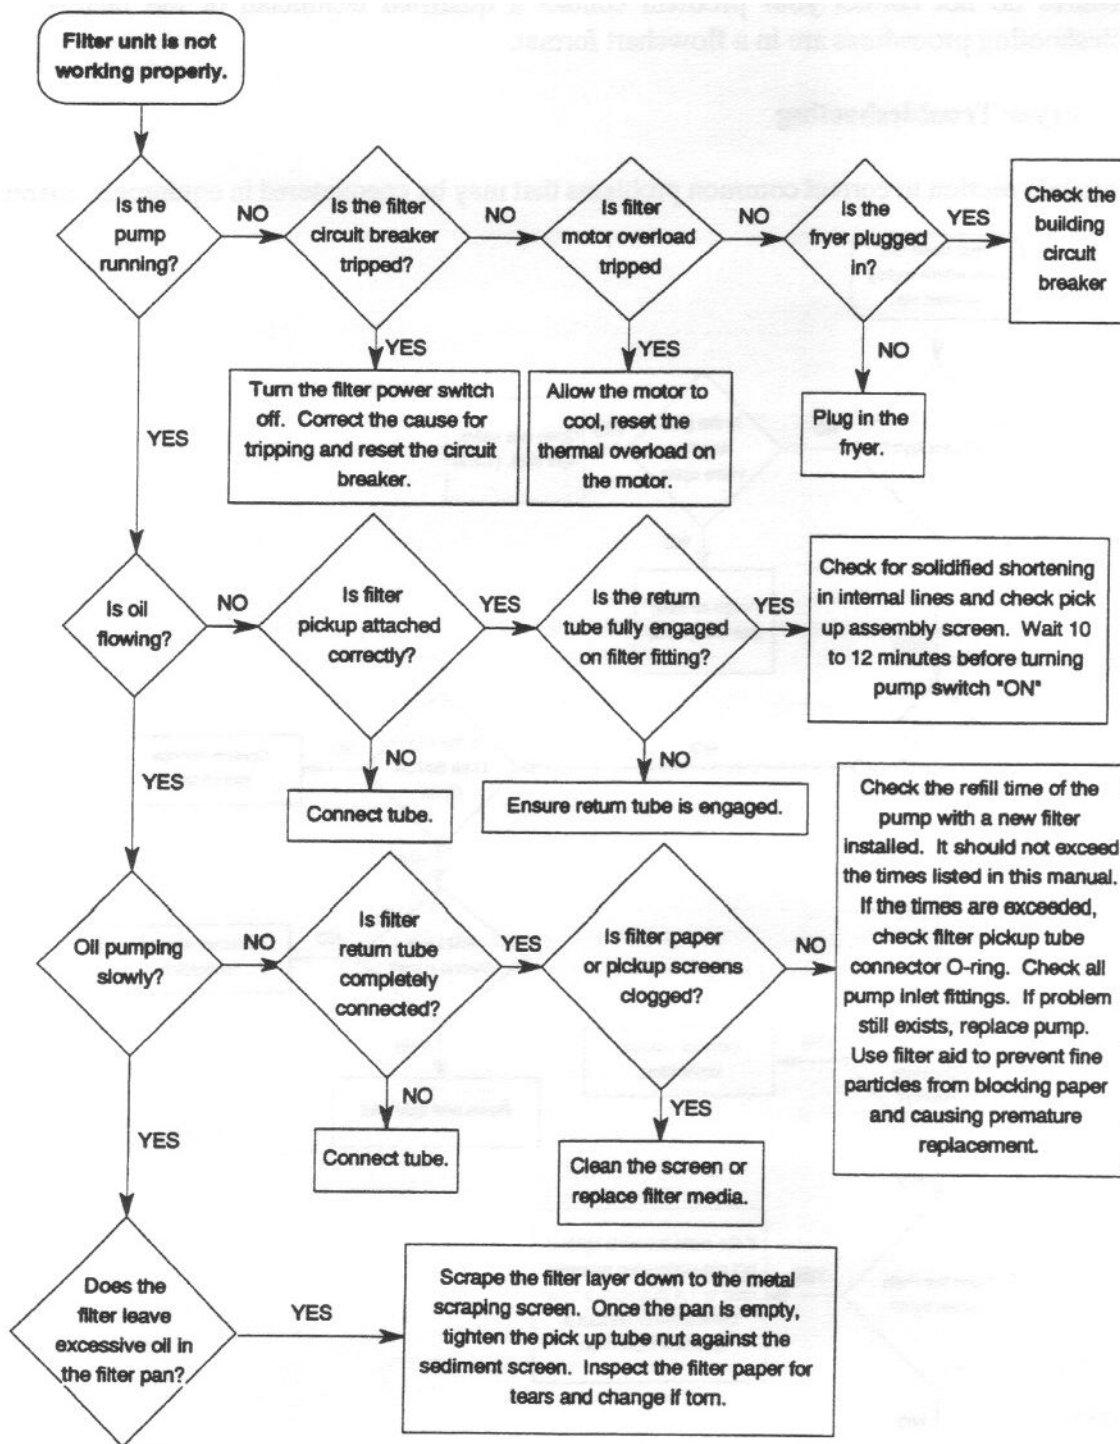 tleshooting procedures are in a flowchart format.
Filter unit is not
working properly.
Is the
pump
running?
NO
Is the filter
circuit breaker
tripped?
NO
Is filter
motor overload
tripped
NO
Is the
fryer plugged
in?
YES
Check the
building
circuit
breaker
YES
YES
NO
Turn the filter power switch
off. Correct the cause for
tripping and reset the circuit
breaker.
Allow the motor to
cool, reset the
thermal overload on
the motor.
Plug in the
fryer.
YES
Is oil
flowing?
NO
Is filter
pickup attached
correctly?
YES
Is the return
tube fully engaged
on filter fitting?
YES
Check for solidified shortening
in internal lines and check pick
up assembly screen. Wait 10
to 12 minutes before turning
pump switch "ON"
NO
NO
YES
Connect tube.
Ensure return tube is engaged.
Oil pumping
slowly?
NO
Is filter
return tube
completely
connected?
YES
Is filter paper
or pickup screens
clogged?
NO
Check the refill time of the
pump with a new filter
installed. It should not exceed
the times listed in this manual.
If the times are exceeded,
check filter pickup tube
connector O-ring. Check all
pump inlet fittings. If problem
still exists, replace pump.
Use filter aid to prevent fine
particles from blocking paper
and causing premature
replacement.
NO
YES
YES
Connect tube.
Clean the screen or
replace filter media.
Does the
filter leave
excessive oil in
the filter pan?
YES
Scrape the filter layer down to the metal
scraping screen. Once the pan is empty,
tighten the pick up tube nut against the
sediment screen. Inspect the filter paper for
tears and change if torn.